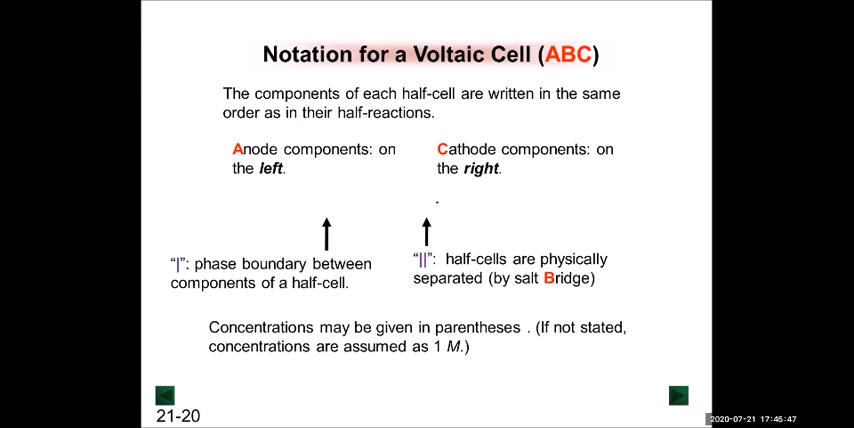 Notation for a Voltaic Cell (ABC)
The components of each half-cell are written in the same
order as in their half-reactions.
Anode components: on
the left.
Cathode components: on
the right.
.
“|”: phase boundary between
components of a half-cell.
“||”: half-cells are physically
separated (by salt Bridge)
Concentrations may be given in parentheses . (If not stated,
concentrations are assumed as 1 M.)
21-20
2020-07-21 17:45:47